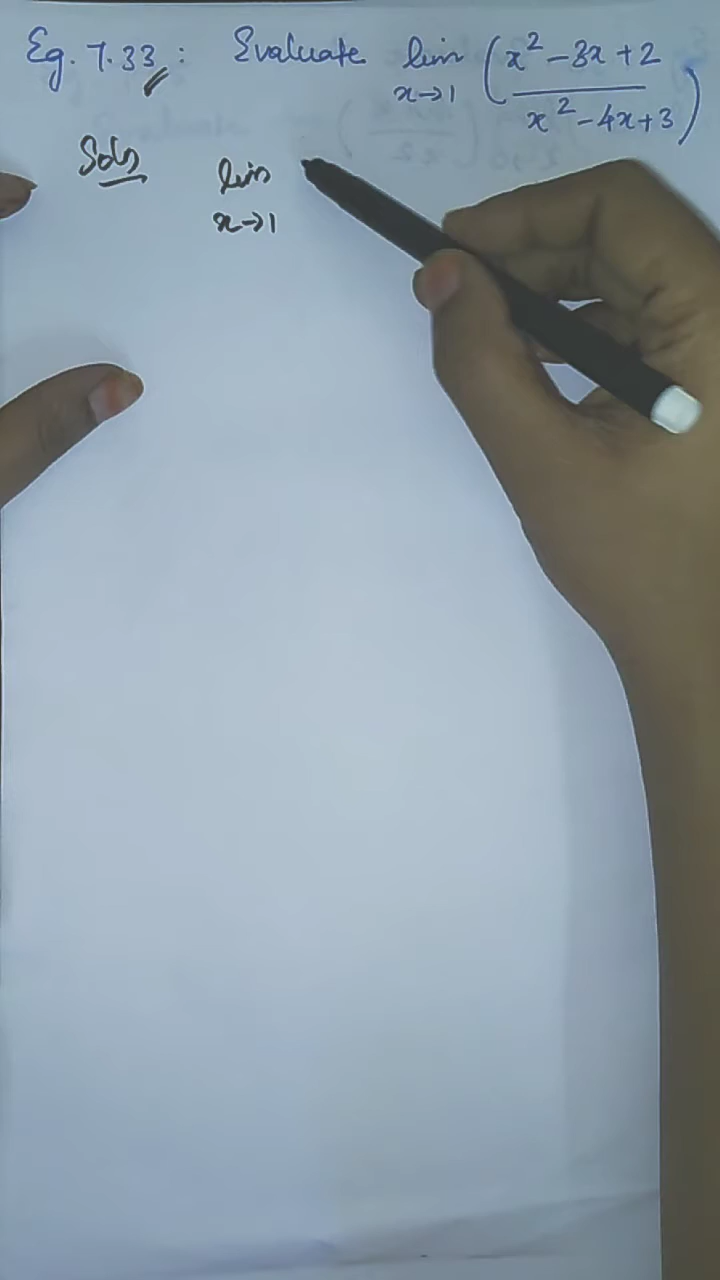 Eg. 7.33 : Evaluate lim x→1 (x² - 3x + 2 / x² - 4x + 3)
Soln lim
x→1